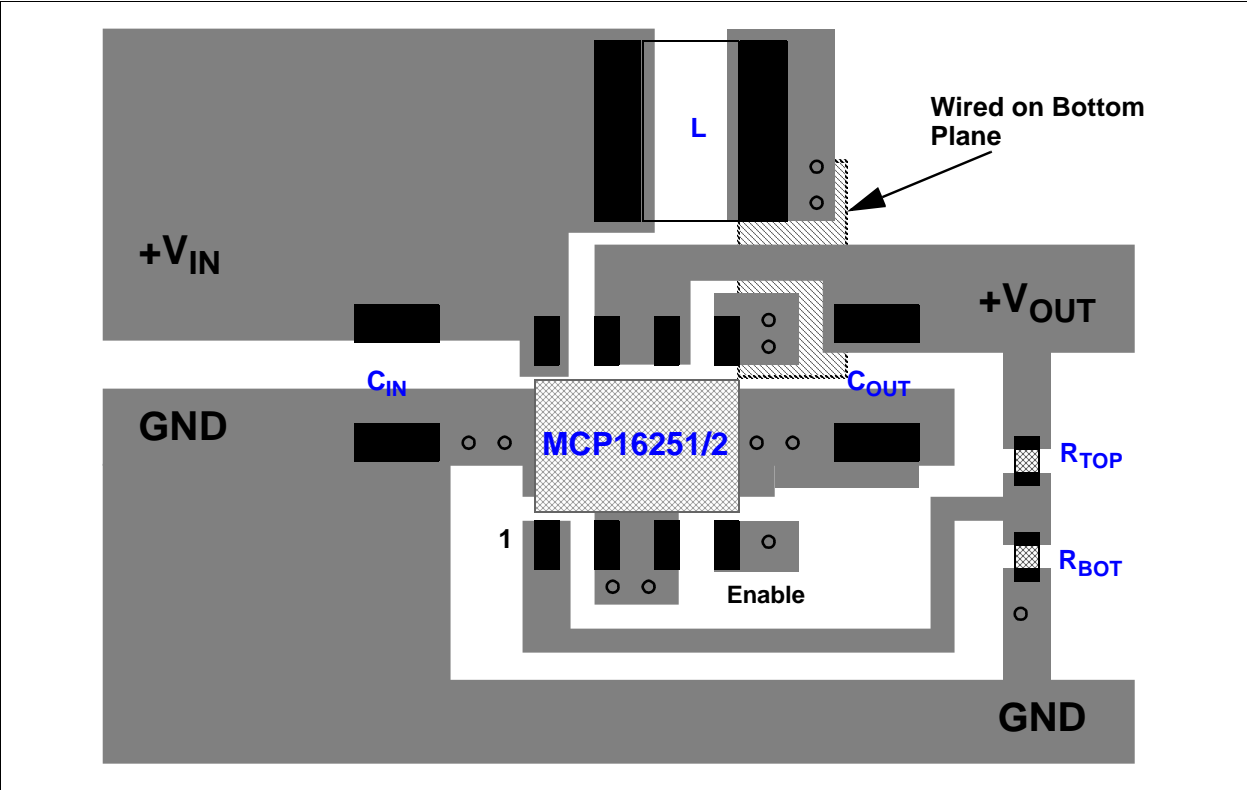 L
Wired on Bottom
Plane
+VIN
+VOUT
CIN
COUT
GND
MCP16251/2
RTOP
1
RBOT
Enable
GND